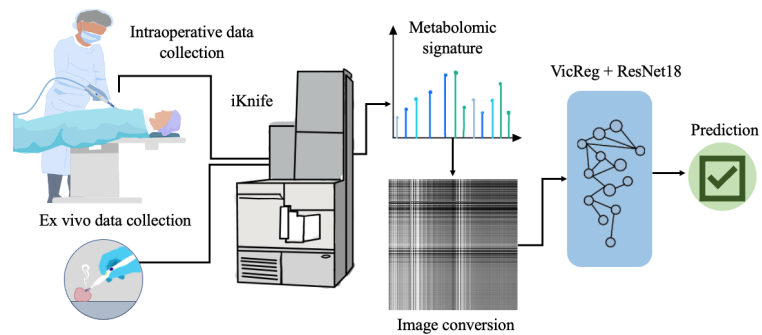 Intraoperative data
collection
iKnife
Ex vivo data collection
Metabolomic
signature
Image conversion
VicReg + ResNet18
Prediction